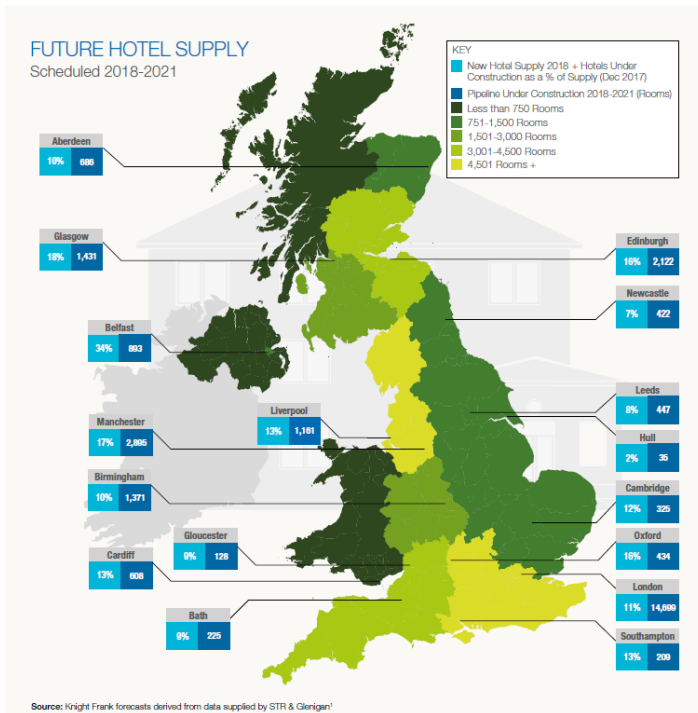 FUTURE HOTEL SUPPLY
Scheduled 2018-2021
KEY
New Hotel Supply 2018 + Hotels Under
Construction as a % of Supply (Dec 2017)
Pipeline Under Construction 2018-2021 (Rooms)
Less than 750 Rooms
751-1,500 Rooms
1,501-3,000 Rooms
3,001-4,500 Rooms
4,501 Rooms +
Aberdeen
10% 686
Glasgow
18% 1,431
Belfast
34% 893
Liverpool
13% 1,161
Manchester
17% 2,895
Birmingham
10% 1,371
Gloucester
9% 128
Cardiff
13% 608
Bath
9% 225
Edinburgh
16% 2,122
Newcastle
7% 422
Leeds
8% 447
Hull
2% 35
Cambridge
12% 325
Oxford
16% 434
London
11% 14,699
Southampton
13% 209
Source: Knight Frank forecasts derived from data supplied by STR & Glenigan¹